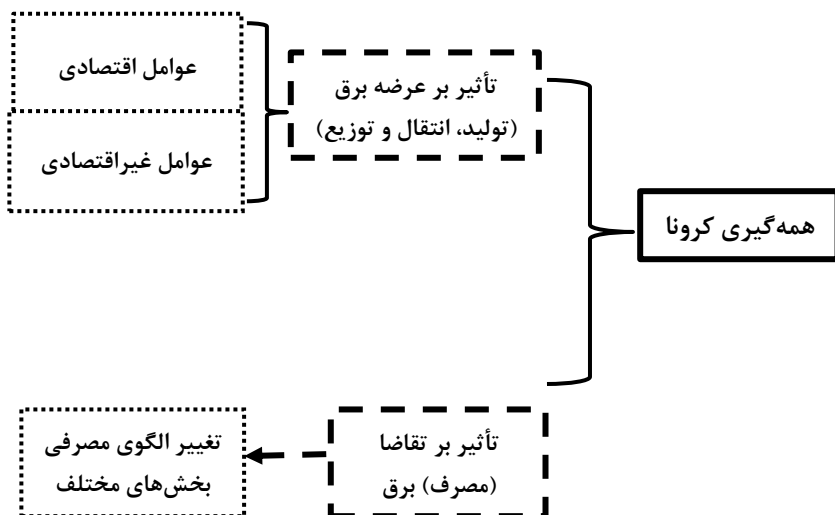 همه‌گیری کرونا
تأثیر بر عرضه برق
(تولید، انتقال و توزیع)
عوامل اقتصادی
عوامل غیراقتصادی
تأثیر بر تقاضا
(مصرف) برق
تغییر الگوی مصرفی
بخش‌های مختلف